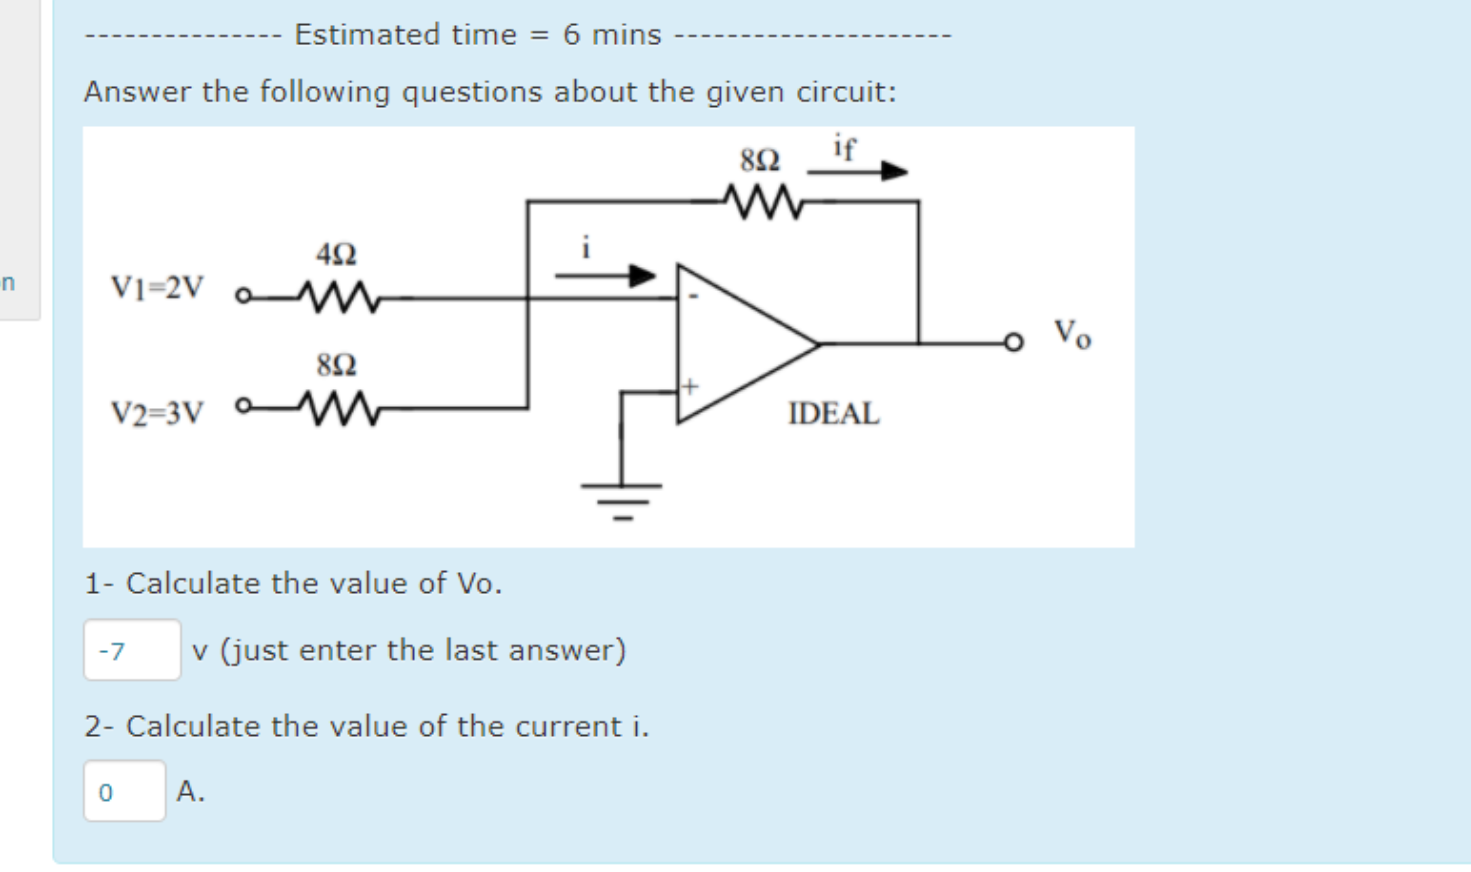 --------------- Estimated time = 6 mins ---------------------
Answer the following questions about the given circuit:
8Ω
if
4Ω
i
V1=2V
-
n
Vo
8Ω
+
V2=3V
IDEAL
1- Calculate the value of Vo.
-7 v (just enter the last answer)
2- Calculate the value of the current i.
0 A.